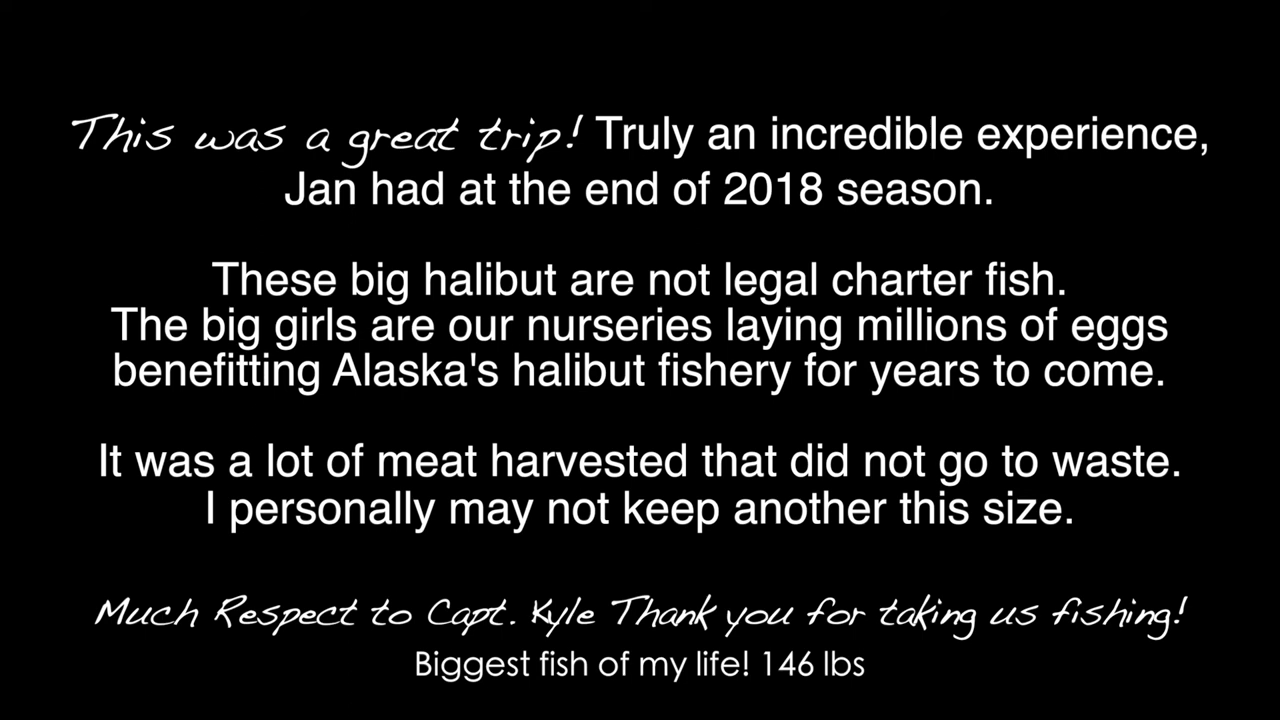 This was a great trip! Truly an incredible experience,
Jan had at the end of 2018 season.
These big halibut are not legal charter fish.
The big girls are our nurseries laying millions of eggs
benefitting Alaska's halibut fishery for years to come.
It was a lot of meat harvested that did not go to waste.
I personally may not keep another this size.
Much Respect to Capt. Kyle Thank you for taking us fishing!
Biggest fish of my life! 146 lbs